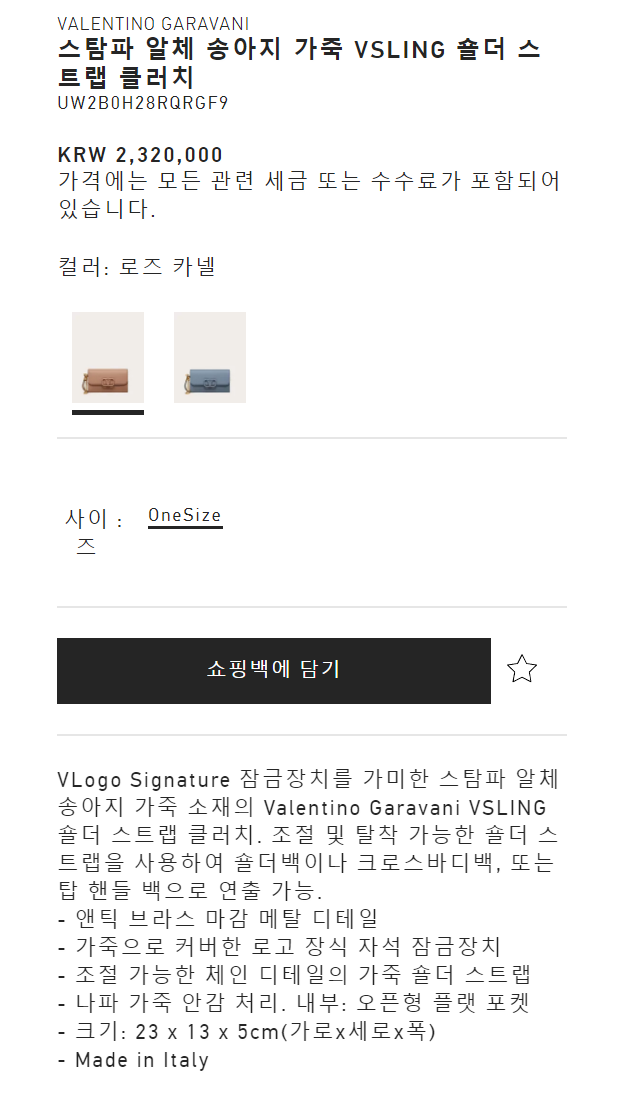 VALENTINO GARAVANI
스탐파 알체 송아지 가죽 VSLING 숄더 스
트랩 클러치
UW2B0H28RQRGF9
KRW 2,320,000
가격에는 모든 관련 세금 또는 수수료가 포함되어
있습니다.
컬러: 로즈 카넬
사이 : OneSize
즈
쇼핑백에 담기
VLogo Signature 잠금장치를 가미한 스탐파 알체
송아지 가죽 소재의 Valentino Garavani VSLING
숄더 스트랩 클러치. 조절 및 탈착 가능한 숄더 스
트랩을 사용하여 숄더백이나 크로스바디백, 또는
탑 핸들 백으로 연출 가능.
- 앤틱 브라스 마감 메탈 디테일
- 가죽으로 커버한 로고 장식 자석 잠금장치
- 조절 가능한 체인 디테일의 가죽 숄더 스트랩
- 나파 가죽 안감 처리. 내부: 오픈형 플랫 포켓
- 크기: 23 x 13 x 5cm(가로x세로x폭)
- Made in Italy